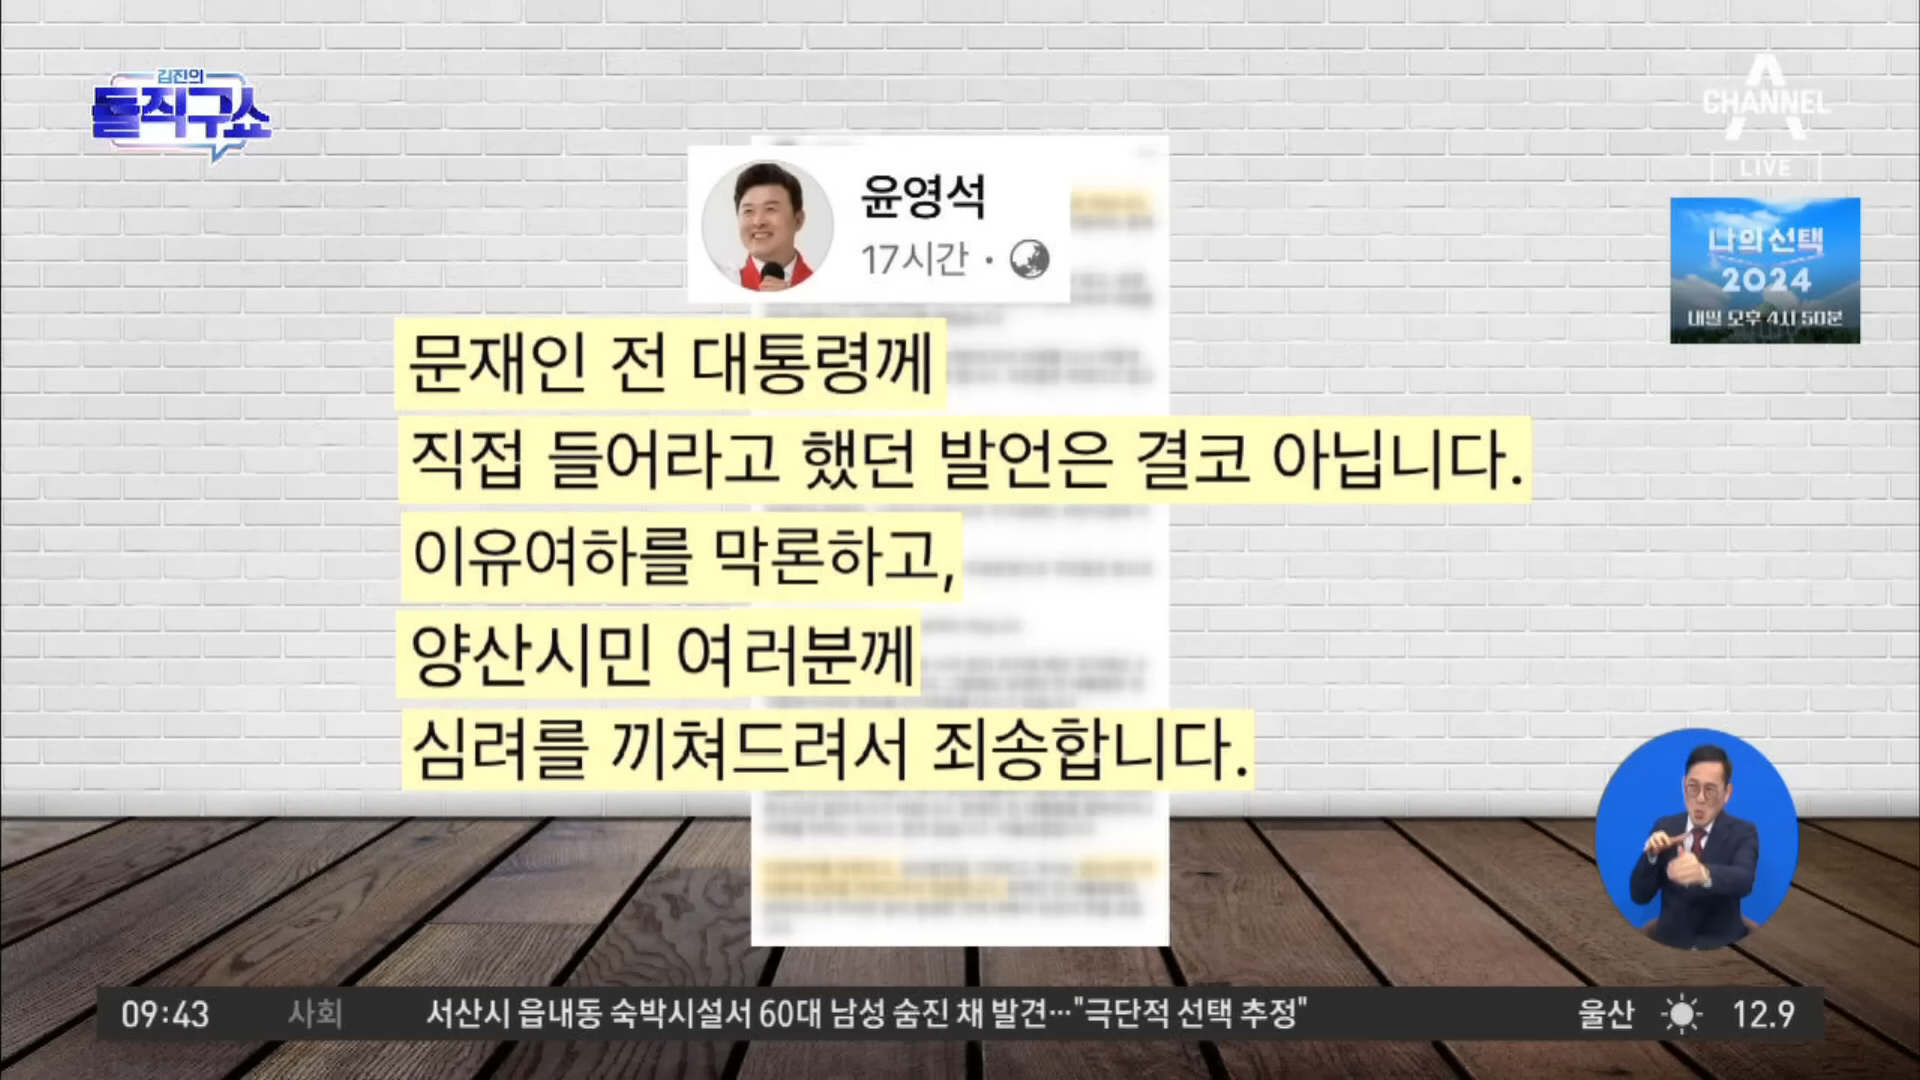 김진의
돌직구쇼
CHANNEL A
LIVE
나의 선택
2024
내일 오후 4시 50분
윤영석
17시간 ·
문재인 전 대통령께
직접 들어라고 했던 발언은 결코 아닙니다.
이유여하를 막론하고,
양산시민 여러분께
심려를 끼쳐드려서 죄송합니다.
09:43 사회 서산시 읍내동 숙박시설서 60대 남성 숨진 채 발견…"극단적 선택 추정" 울산 12.9